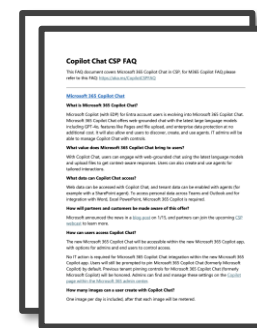 Copilot Chat CSP FAQ
This FAQ document covers Microsoft 365 Copilot Chat in CSP, for M365 Copilot FAQ please
refer to this FAQ:
Microsoft 365 Copilot Chat
What is Microsoft 365 Copilot Chat?
Microsoft Copilot (with EDP) for Entra account users is evolving into Microsoft 365 Copilot Chat.
Microsoft 365 Copilot Chat offers web-grounded chat with the latest large language models
including GPT-4o, features like Pages and file upload, and enterprise data protection at no
additional cost. It will also allow end users to discover, create, and use agents. IT admins will be
able to manage Copilot Chat with controls.
What value does Microsoft 365 Copilot Chat bring to users?
With Copilot Chat, users can engage with web-grounded chat using the latest language models
and upload files to get context-aware responses. Users can also create and use agents for
tailored interactions.
What data can Copilot Chat access?
Web data can be accessed with Copilot Chat, and tenant data can be enabled with agents (for
example with a SharePoint agent). To access personal data across Teams and Outlook and for
integration with Word, Excel PowerPoint, Microsoft 365 Copilot is required.
How will partners and customers be made aware of this offer?
Microsoft announced the news in a blog post on 1/15, and partners can join the upcoming
to learn more.
How can users access Copilot Chat?
The new Microsoft 365 Copilot Chat will be accessible within the new Microsoft 365 Copilot app,
with options for admins and end users to control access.
No IT action is required for Microsoft 365 Copilot Chat integration within the new Microsoft 365
Copilot app. Users will still be prompted to pin Microsoft 365 Copilot Chat (formerly Microsoft
Copilot) by default. Previous tenant pinning controls for Microsoft Copilot Chat (formerly
Microsoft Copilot) will be honored. Admins can find and manage these settings on the Copilot
page within the Microsoft 365 admin center.
How many images can a user create with Copilot Chat?
One image per day is included, after that each image will be metered.